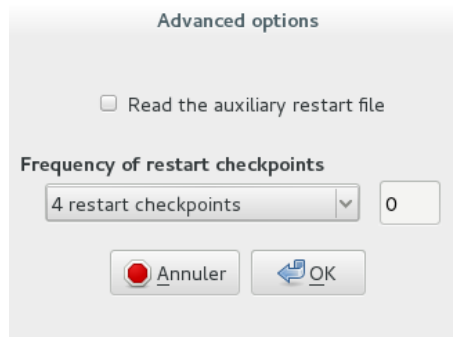 Advanced options
Read the auxiliary restart file
Frequency of restart checkpoints
4 restart checkpoints 0
Annuler OK